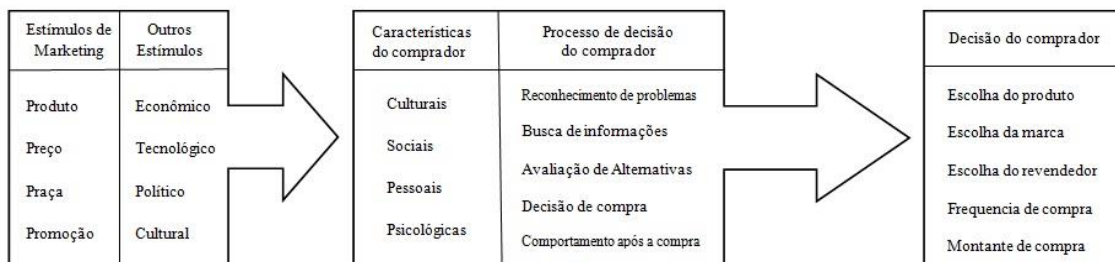 Estímulos de
Marketing
Outros
Estímulos
Produto
Econômico
Preço
Tecnológico
Praça
Político
Promoção
Cultural
Características
do comprador
Processo de decisão
do comprador
Culturais
Sociais
Pessoais
Psicológicas
Reconhecimento de problemas
Busca de informações
Avaliação de Alternativas
Decisão de compra
Comportamento após a compra
Decisão do comprador
Escolha do produto
Escolha da marca
Escolha do revendedor
Frequencia de compra
Montante de compra